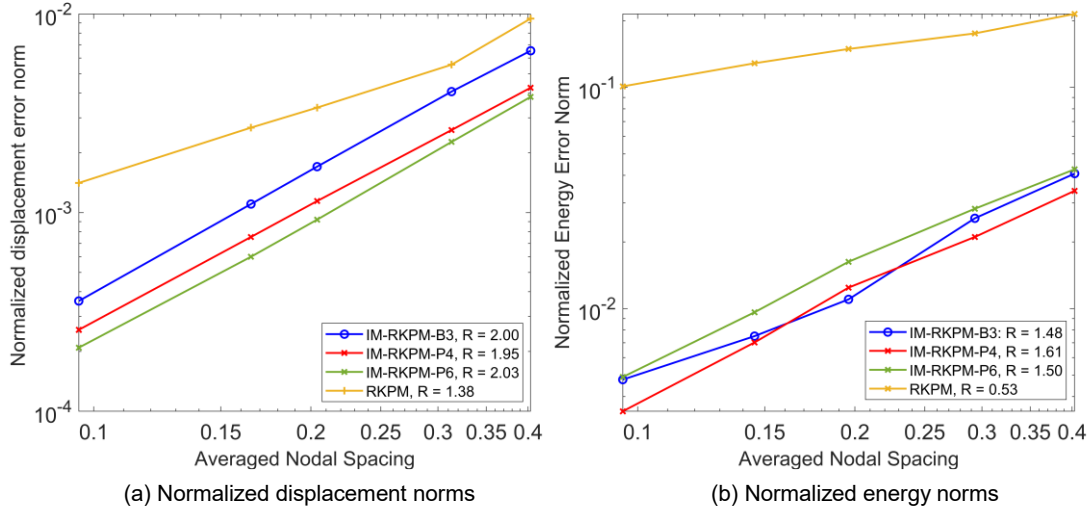 10^-2
10^-3
10^-4
Normalized displacement error norm
IM-RKPM-B3, R = 2.00
IM-RKPM-P4, R = 1.95
IM-RKPM-P6, R = 2.03
RKPM, R = 1.38
0.1 0.15 0.2 0.25 0.3 0.35 0.4
Averaged Nodal Spacing
(a) Normalized displacement norms
10^-1
10^-2
Normalized Energy Error Norm
IM-RKPM-B3: R = 1.48
IM-RKPM-P4, R = 1.61
IM-RKPM-P6, R = 1.50
RKPM, R = 0.53
0.1 0.15 0.2 0.25 0.3 0.35 0.4
Averaged Nodal Spacing
(b) Normalized energy norms